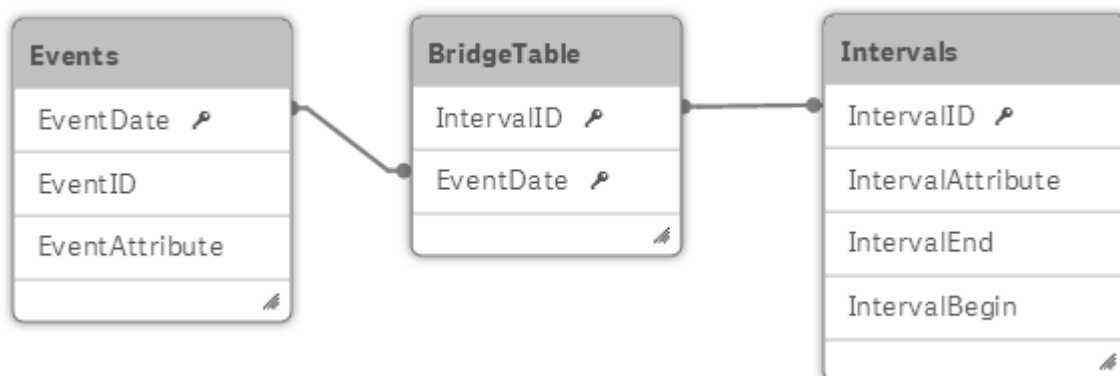 Events
EventDate
EventID
EventAttribute
BridgeTable
IntervalID
EventDate
Intervals
IntervalID
IntervalAttribute
IntervalEnd
IntervalBegin